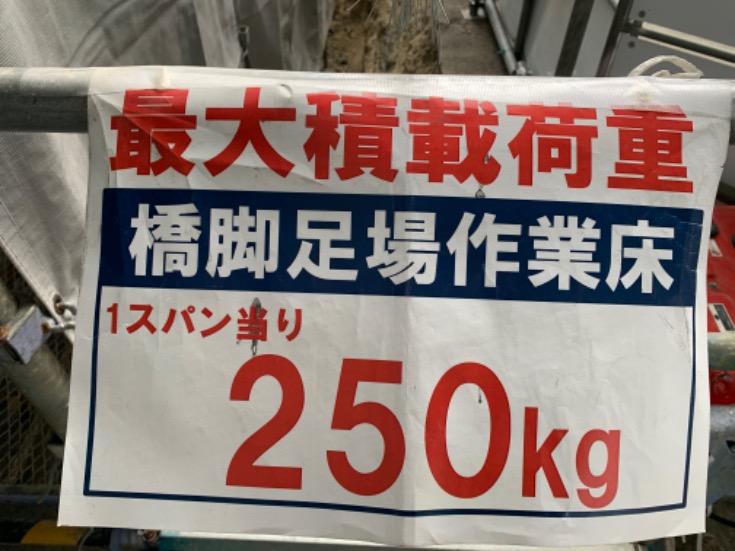 最大積載荷重
橋脚足場作業床
1スパン当り
250kg